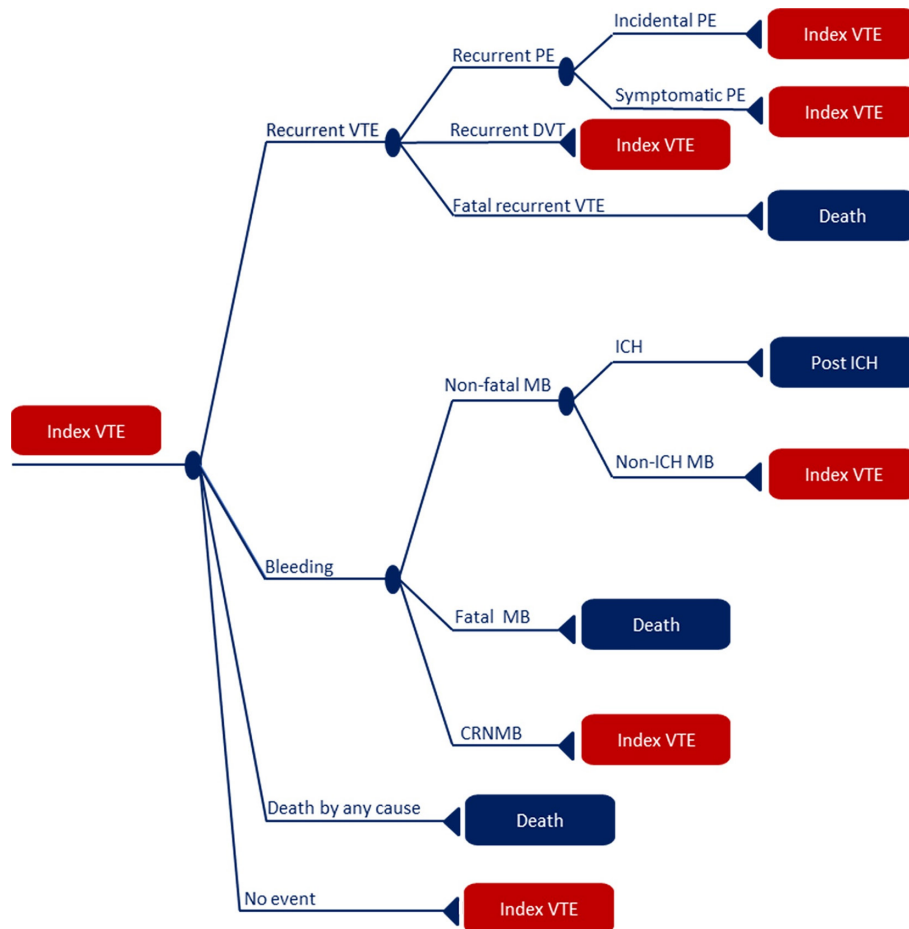 Incidental PE
Index VTE
Recurrent PE
Symptomatic PE
Index VTE
Recurrent VTE
Recurrent DVT
Index VTE
Fatal recurrent VTE
Death
ICH
Post ICH
Non-fatal MB
Index VTE
Non-ICH MB
Index VTE
Bleeding
Fatal MB
Death
CRNMB
Index VTE
Death by any cause
Death
No event
Index VTE